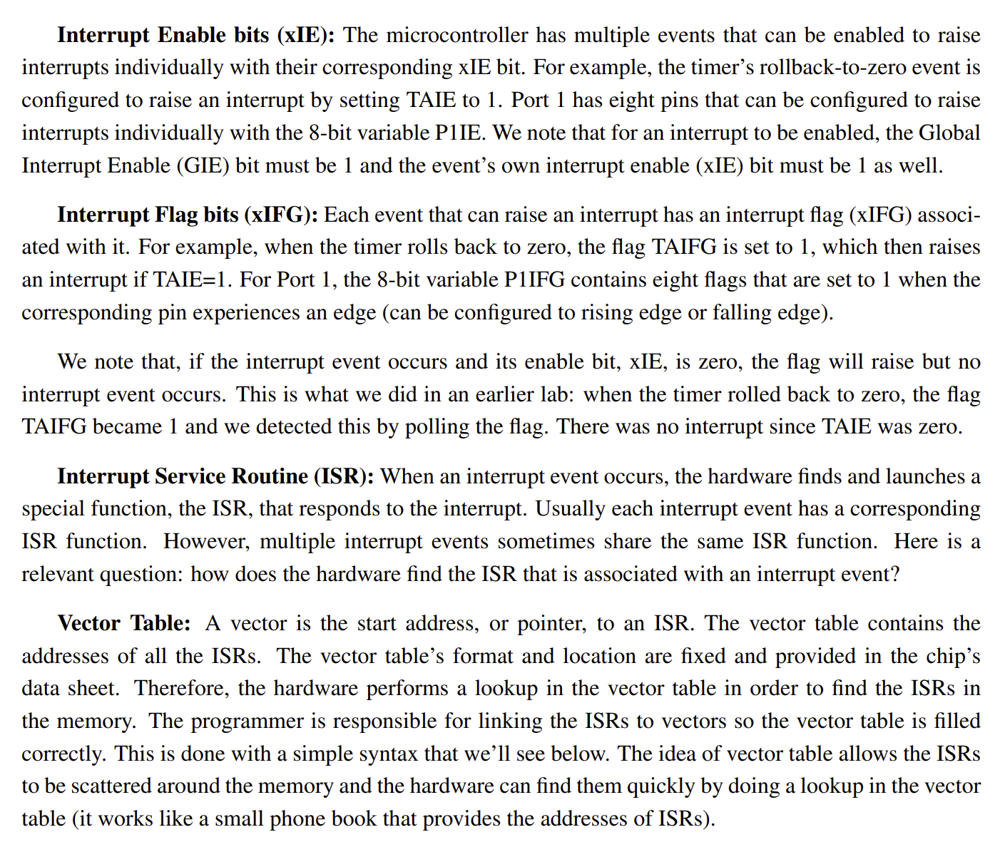 Interrupt Enable bits (xIE): The microcontroller has multiple events that can be enabled to raise
interrupts individually with their corresponding xIE bit. For example, the timer’s rollback-to-zero event is
configured to raise an interrupt by setting TAIE to 1. Port 1 has eight pins that can be configured to raise
interrupts individually with the 8-bit variable P1IE. We note that for an interrupt to be enabled, the Global
Interrupt Enable (GIE) bit must be 1 and the event’s own interrupt enable (xIE) bit must be 1 as well.
Interrupt Flag bits (xIFG): Each event that can raise an interrupt has an interrupt flag (xIFG) associ-
ated with it. For example, when the timer rolls back to zero, the flag TAIFG is set to 1, which then raises
an interrupt if TAIE=1. For Port 1, the 8-bit variable P1IFG contains eight flags that are set to 1 when the
corresponding pin experiences an edge (can be configured to rising edge or falling edge).
We note that, if the interrupt event occurs and its enable bit, xIE, is zero, the flag will raise but no
interrupt event occurs. This is what we did in an earlier lab: when the timer rolled back to zero, the flag
TAIFG became 1 and we detected this by polling the flag. There was no interrupt since TAIE was zero.
Interrupt Service Routine (ISR): When an interrupt event occurs, the hardware finds and launches a
special function, the ISR, that responds to the interrupt. Usually each interrupt event has a corresponding
ISR function. However, multiple interrupt events sometimes share the same ISR function. Here is a
relevant question: how does the hardware find the ISR that is associated with an interrupt event?
Vector Table: A vector is the start address, or pointer, to an ISR. The vector table contains the
addresses of all the ISRs. The vector table’s format and location are fixed and provided in the chip’s
data sheet. Therefore, the hardware performs a lookup in the vector table in order to find the ISRs in
the memory. The programmer is responsible for linking the ISRs to vectors so the vector table is filled
correctly. This is done with a simple syntax that we’ll see below. The idea of vector table allows the ISRs
to be scattered around the memory and the hardware can find them quickly by doing a lookup in the vector
table (it works like a small phone book that provides the addresses of ISRs).